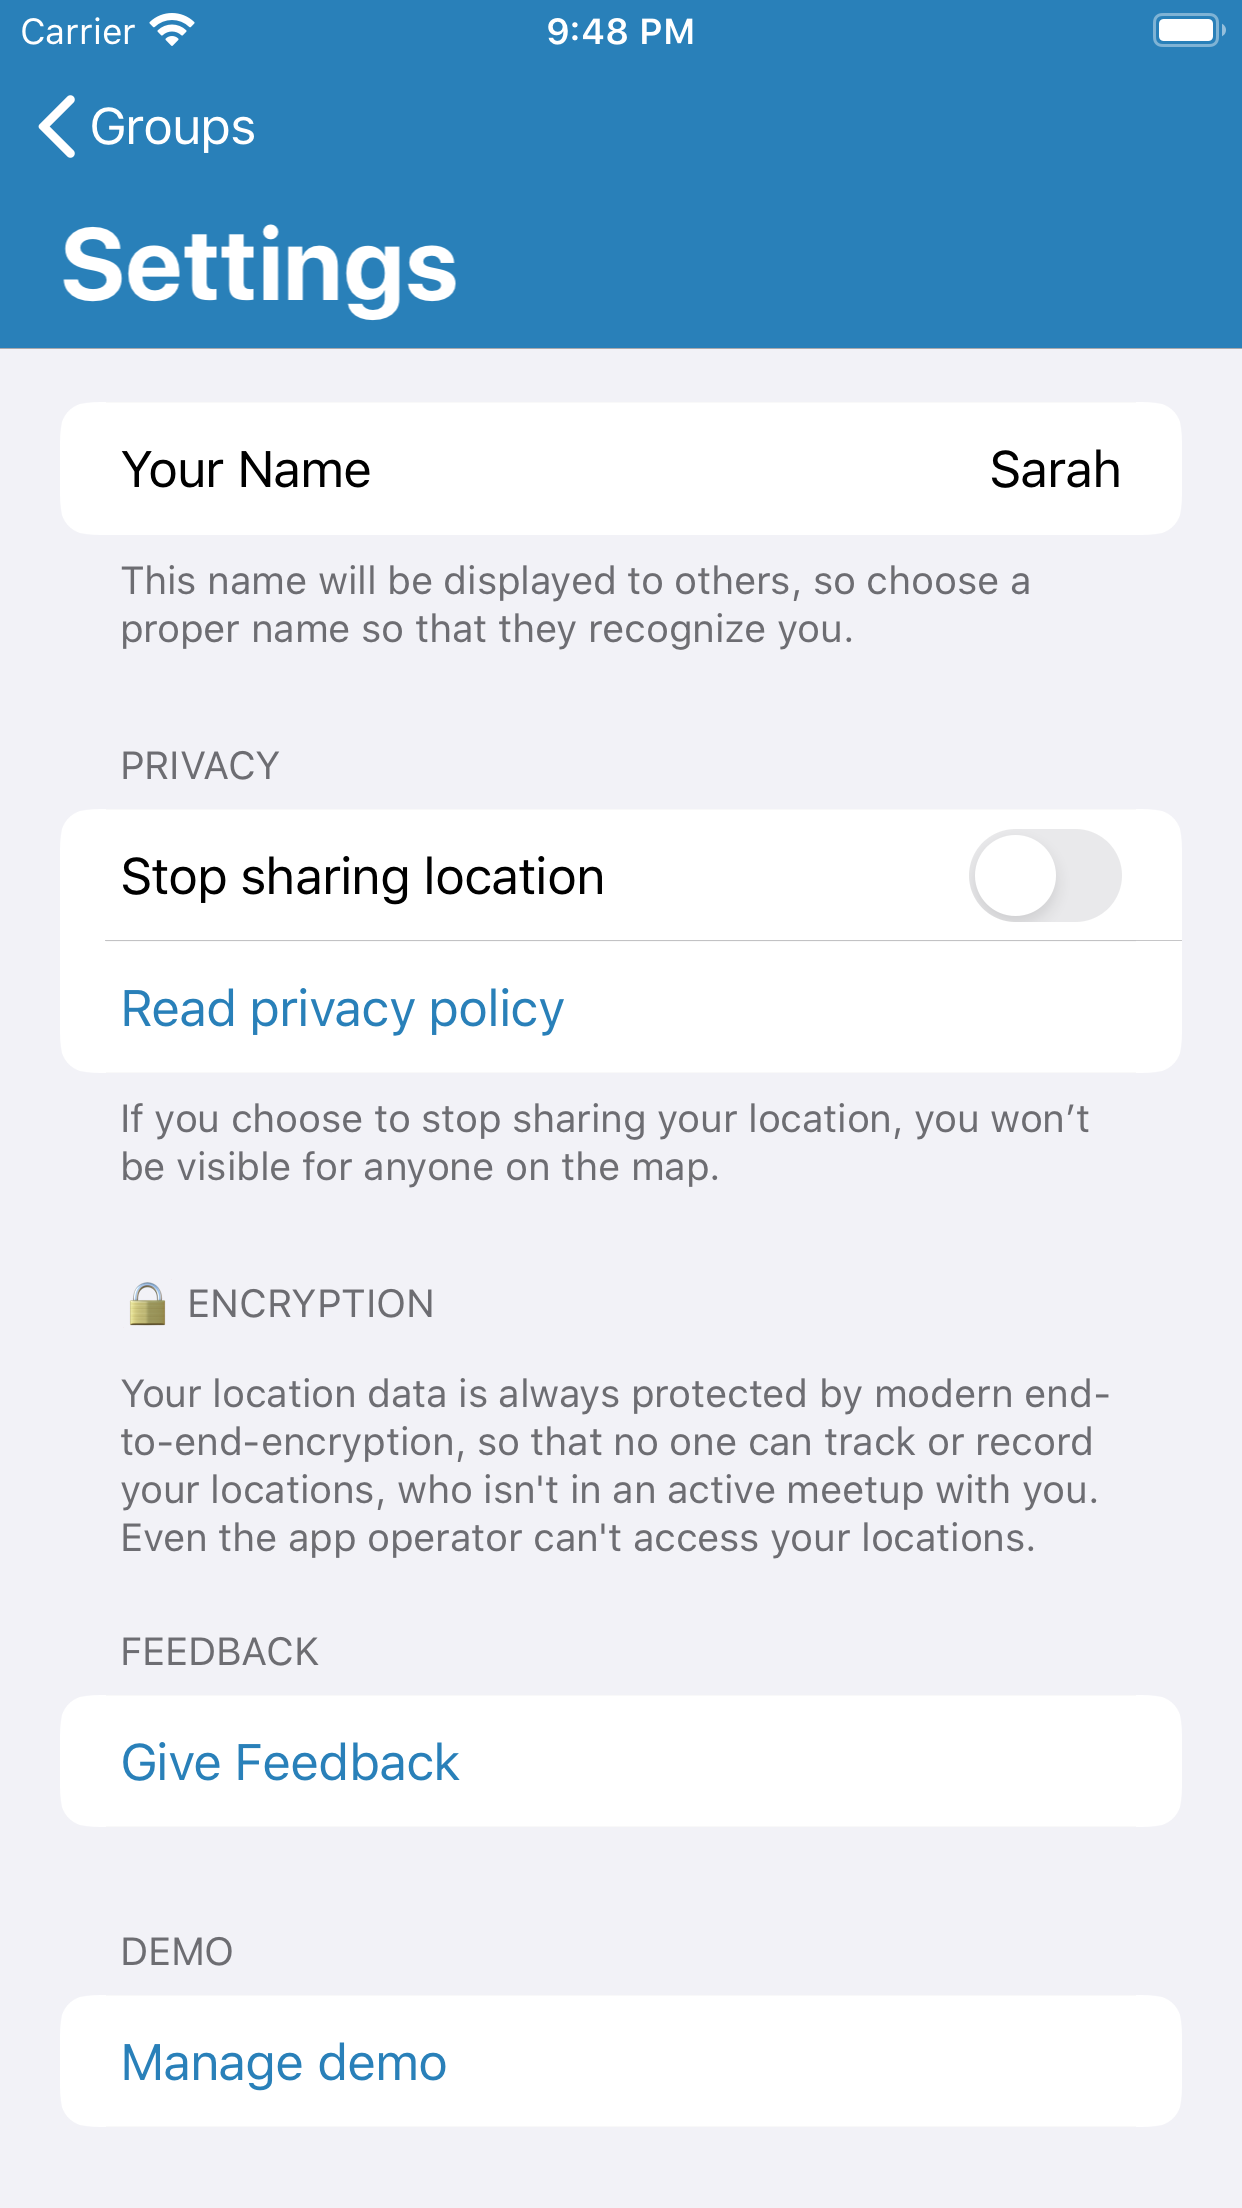 Carrier
9:48 PM
Groups
Settings
Your Name
Sarah
This name will be displayed to others, so choose a
proper name so that they recognize you.
PRIVACY
Stop sharing location
Read privacy policy
If you choose to stop sharing your location, you won’t
be visible for anyone on the map.
🔒 ENCRYPTION
Your location data is always protected by modern end-
to-end-encryption, so that no one can track or record
your locations, who isn't in an active meetup with you.
Even the app operator can't access your locations.
FEEDBACK
Give Feedback
DEMO
Manage demo